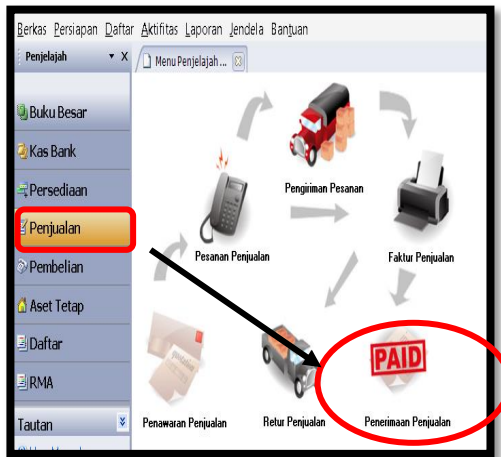 Berkas Persiapan Daftar Aktifitas Laporan Jendela Bantuan
Penjelajah
X
Menu Penjelajah ...
Buku Besar
Kas Bank
Persediaan
Penjualan
Pembelian
Aset Tetap
Daftar
RMA
Tautan
Pengiriman Pesanan
Pesanan Penjualan
Faktur Penjualan
PAID
Penawaran Penjualan
Retur Penjualan
Penerimaan Penjualan